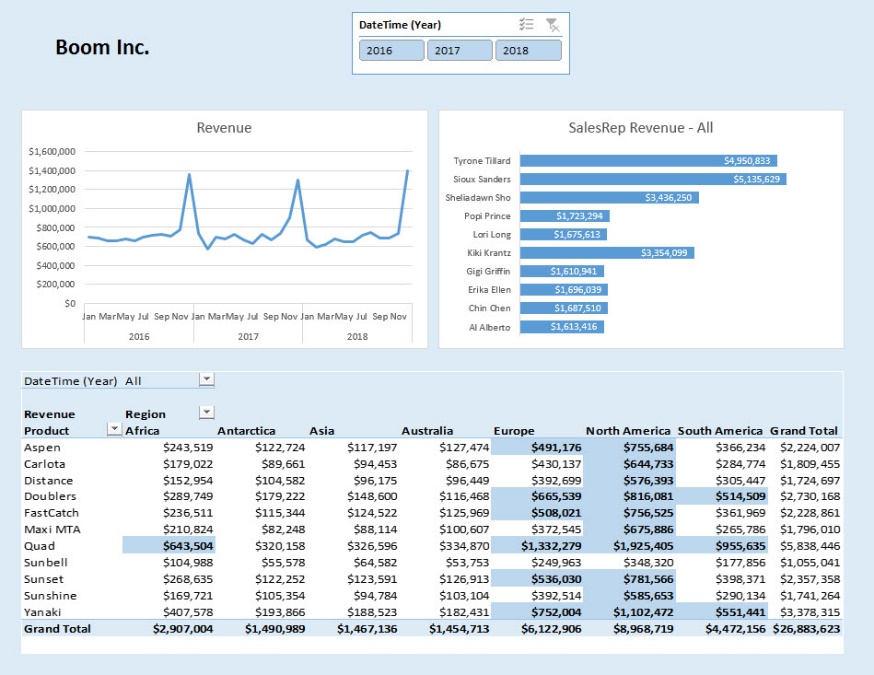 DateTime (Year)
Boom Inc.
2016 2017 2018
Revenue
$1,600,000
$1,400,000
$1,200,000
$1,000,000
$800,000
$600,000
$400,000
$200,000
$0
Jan Mar May Jul Sep Nov Jan Mar May Jul Sep Nov Jan Mar May Jul Sep Nov
2016 2017 2018
SalesRep Revenue - All
Tyrone Tillard $4,950,833
Sioux Sanders $5,135,629
Sheliadawn Sho $3,436,250
Popi Prince $1,723,294
Lori Long $1,675,613
Kiki Krantz $3,354,099
Gigi Griffin $1,610,941
Erika Ellen $1,696,039
Chin Chen $1,687,510
Al Alberto $1,613,416
DateTime (Year) All
Revenue Region
Product Africa Antarctica Asia Australia Europe North America South America Grand Total
Aspen $243,519 $122,724 $117,197 $127,474 $491,176 $755,684 $366,234 $2,224,007
Carlota $179,022 $89,661 $94,453 $86,675 $430,137 $644,733 $284,774 $1,809,455
Distance $152,954 $104,582 $96,175 $96,449 $392,699 $576,393 $305,447 $1,724,697
Doublers $289,749 $179,222 $148,600 $116,468 $665,539 $816,081 $514,509 $2,730,168
FastCatch $236,511 $115,344 $124,522 $125,969 $508,021 $756,525 $361,969 $2,228,861
Maxi MTA $210,824 $82,248 $88,114 $100,607 $372,545 $675,886 $265,786 $1,796,010
Quad $643,504 $320,158 $326,596 $334,870 $1,332,279 $1,925,405 $955,635 $5,838,446
Sunbell $104,988 $55,578 $64,582 $53,753 $249,963 $348,320 $177,856 $1,055,041
Sunset $268,635 $122,252 $123,591 $126,913 $536,030 $781,566 $398,371 $2,357,358
Sunshine $169,721 $105,354 $94,784 $103,104 $392,514 $585,653 $290,134 $1,741,264
Yanaki $407,578 $193,866 $188,523 $182,431 $752,004 $1,102,472 $551,441 $3,378,315
Grand Total $2,907,004 $1,490,989 $1,467,136 $1,454,713 $6,122,906 $8,968,719 $4,472,156 $26,883,623